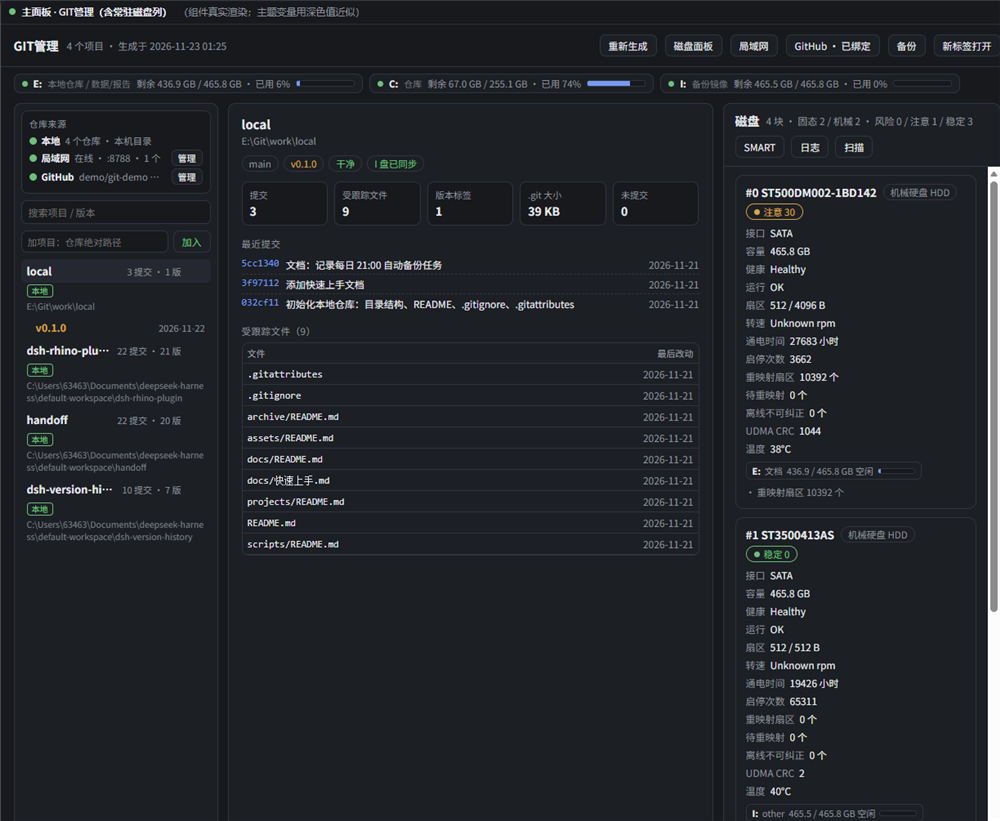 主面板 · GIT管理（含常驻磁盘列） （组件真实渲染；主题变量用深色值近似）
GIT管理 4 个项目 · 生成于 2026-11-23 01:25
重新生成 磁盘面板 局域网 GitHub · 已绑定 备份 新标签打开
E: 本地仓库 / 数据/报告 剩余 436.9 GB / 465.8 GB · 已用 6%
C: 仓库 剩余 67.0 GB / 255.1 GB · 已用 74%
I: 备份镜像 剩余 465.5 GB / 465.8 GB · 已用 0%
仓库来源
本地 4 个仓库 · 本机目录
局域网 在线 · :8788 · 1 个 管理
GitHub demo/git-demo ··· 管理
搜索项目 / 版本
加项目：仓库绝对路径 加入
local 3 提交 · 1 版
本地
E:\Git\work\local
v0.1.0 2026-11-22
dsh-rhino-plu··· 22 提交 · 21 版
本地
C:\Users\63463\Documents\deepseek-harne
ss\default-workspace\dsh-rhino-plugin
handoff 22 提交 · 20 版
本地
C:\Users\63463\Documents\deepseek-harne
ss\default-workspace\handoff
dsh-version-hi··· 10 提交 · 7 版
本地
C:\Users\63463\Documents\deepseek-harne
ss\default-workspace\dsh-version-history
local
E:\Git\work\local
main v0.1.0 干净 I 盘已同步
提交 受跟踪文件 版本标签 .git 大小 未提交
3 9 1 39 KB 0
最近提交
5cc1340 文档：记录每日 21:00 自动备份任务 2026-11-21
3f97112 添加快速上手文档 2026-11-21
032cf11 初始化本地仓库：目录结构、README、.gitignore、.gitattributes 2026-11-21
受跟踪文件（9）
文件 最后改动
.gitattributes 2026-11-21
.gitignore 2026-11-21
archive/README.md 2026-11-21
assets/README.md 2026-11-21
docs/README.md 2026-11-21
docs/快速上手.md 2026-11-21
projects/README.md 2026-11-21
README.md 2026-11-21
scripts/README.md 2026-11-21
磁盘 4 块 · 固态 2 / 机械 2 · 风险 0 / 注意 1 / 稳定 3
SMART 日志 扫描
#0 ST500DM002-1BD142 机械硬盘 HDD
注意 30
接口 SATA
容量 465.8 GB
健康 Healthy
运行 OK
扇区 512 / 4096 B
转速 Unknown rpm
通电时间 27683 小时
启停次数 3662
重映射扇区 10392 个
待重映射 0 个
离线不可纠正 0 个
UDMA CRC 1044
温度 38°C
E: 文档 436.9 / 465.8 GB 空闲
· 重映射扇区 10392 个
#1 ST3500413AS 机械硬盘 HDD
稳定 0
接口 SATA
容量 465.8 GB
健康 Healthy
运行 OK
扇区 512 / 512 B
转速 Unknown rpm
通电时间 19426 小时
启停次数 65311
重映射扇区 0 个
待重映射 0 个
离线不可纠正 0 个
UDMA CRC 2
温度 40°C
I: other 465.5 / 465.8 GB 空闲